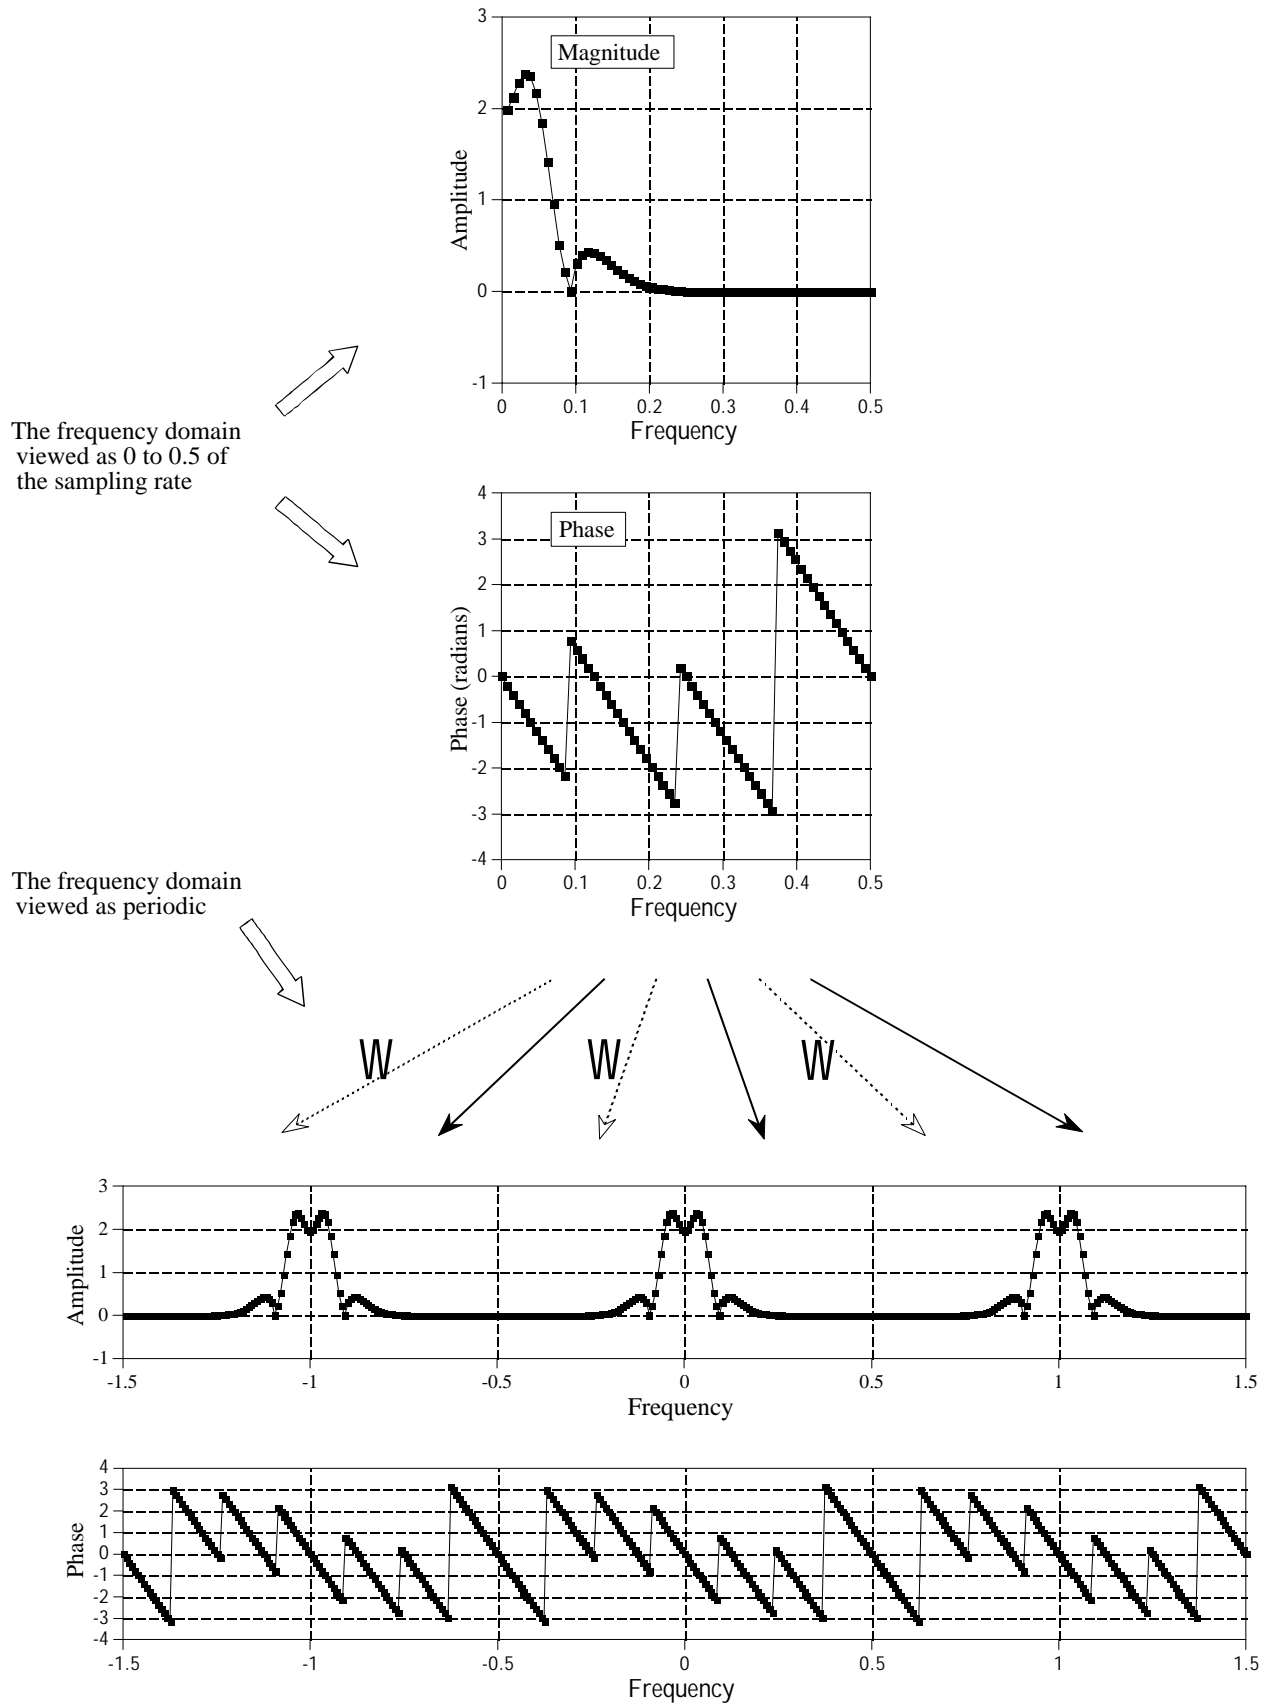 3
Magnitude
2
1
0
-1
Amplitude
0 0.1 0.2 0.3 0.4 0.5
Frequency
The frequency domain
viewed as 0 to 0.5 of
the sampling rate
4
Phase
3
2
1
0
-1
-2
-3
-4
Phase (radians)
0 0.1 0.2 0.3 0.4 0.5
Frequency
The frequency domain
viewed as periodic
W W W
3
2
1
0
-1
Amplitude
-1.5 -1 -0.5 0 0.5 1 1.5
Frequency
4
3
2
1
0
-1
-2
-3
-4
Phase
-1.5 -1 -0.5 0 0.5 1 1.5
Frequency